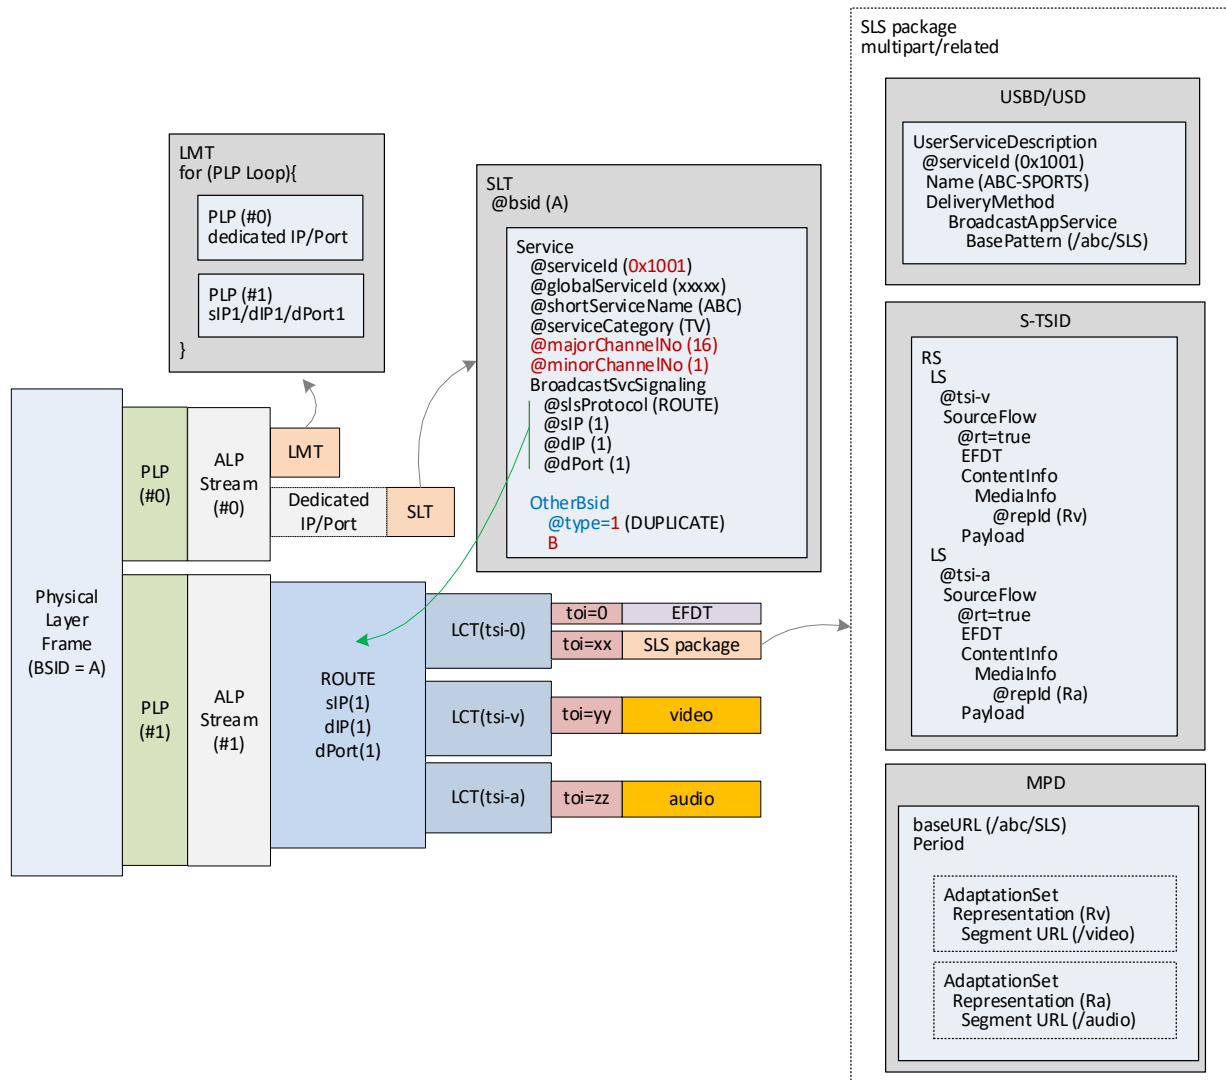 LMT
for (PLP Loop){
PLP (#0)
dedicated IP/Port
PLP (#1)
sIP1/dIP1/dPort1
}
SLT
@bsid (A)
Service
@serviceId (0x1001)
@globalServiceId (xxxxx)
@shortServiceName (ABC)
@serviceCategory (TV)
@majorChannelNo (16)
@minorChannelNo (1)
BroadcastSvcSignaling
@slsProtocol (ROUTE)
@sIP (1)
@dIP (1)
@dPort (1)
OtherBsid
@type=1 (DUPLICATE)
B
Physical
Layer
Frame
(BSID = A)
PLP
(#0)
ALP
Stream
(#0)
LMT
Dedicated
IP/Port
SLT
PLP
(#1)
ALP
Stream
(#1)
ROUTE
sIP(1)
dIP(1)
dPort(1)
LCT(tsi-0)
toi=0
EFDT
toi=xx
SLS package
LCT(tsi-v)
toi=yy
video
LCT(tsi-a)
toi=zz
audio
SLS package
multipart/related
USBD/USD
UserServiceDescription
@serviceId (0x1001)
Name (ABC-SPORTS)
DeliveryMethod
BroadcastAppService
BasePattern (/abc/SLS)
S-TSID
RS
LS
@tsi-v
SourceFlow
@rt=true
EFDT
ContentInfo
MediaInfo
@repId (Rv)
Payload
LS
@tsi-a
SourceFlow
@rt=true
EFDT
ContentInfo
MediaInfo
@repId (Ra)
Payload
MPD
baseURL (/abc/SLS)
Period
AdaptationSet
Representation (Rv)
Segment URL (/video)
AdaptationSet
Representation (Ra)
Segment URL (/audio)